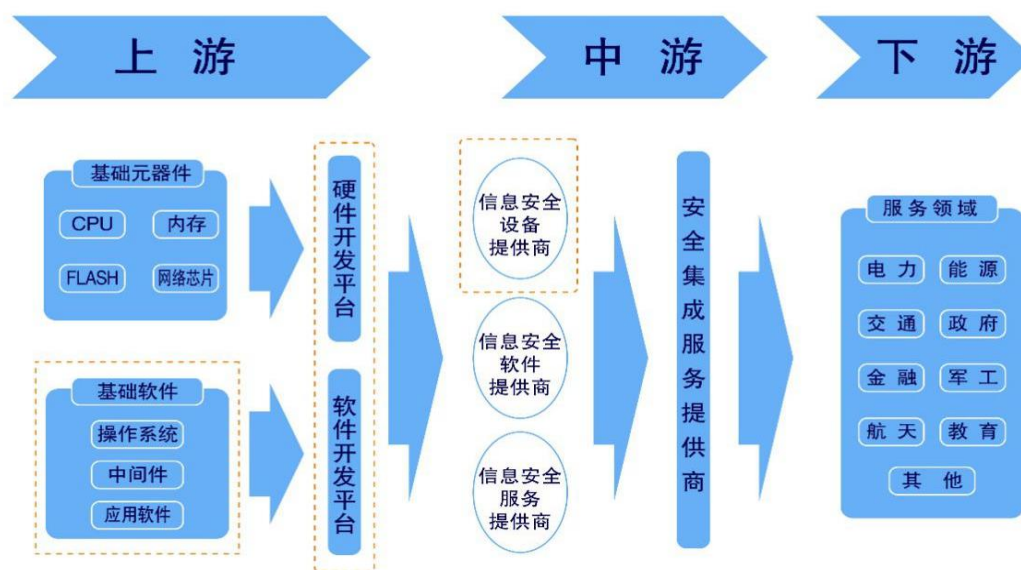 上 游
中 游
下 游
基础元器件
CPU
内存
FLASH
网络芯片
基础软件
操作系统
中间件
应用软件
硬件开发平台
软件开发平台
信息安全
设备
提供商
信息安全
软件
提供商
信息安全
服务
提供商
安全集成服务提供商
服务领域
电 力
能 源
交 通
政 府
金 融
军 工
航 天
教 育
其 他